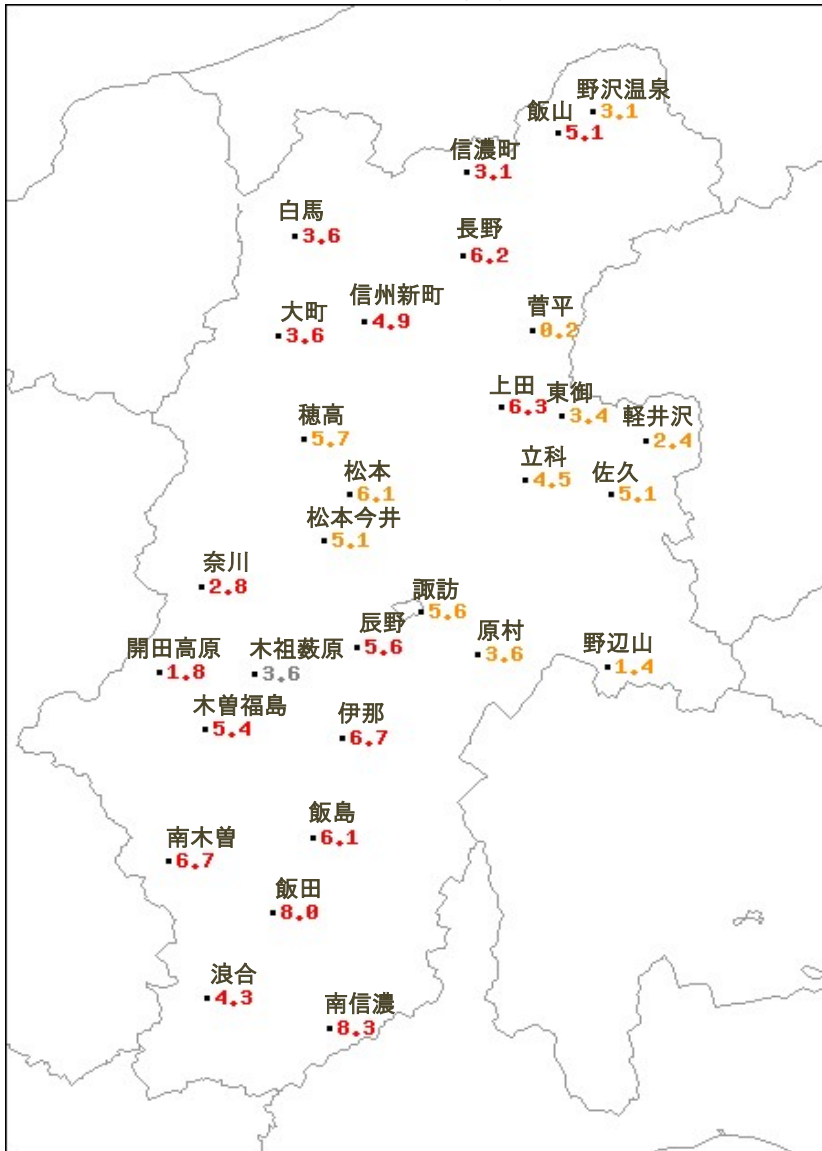 野沢温泉
3.1
飯山
5.1
信濃町
3.1
白馬
3.6
長野
6.2
信州新町
4.9
大町
3.6
菅平
0.2
上田
6.3
東御
3.4
軽井沢
2.4
穂高
5.7
立科
4.5
佐久
5.1
松本
6.1
松本今井
5.1
奈川
2.8
諏訪
5.6
辰野
5.6
原村
3.6
野辺山
1.4
開田高原
1.8
木祖薮原
3.6
木曽福島
5.4
伊那
6.7
飯島
6.1
南木曽
6.7
飯田
8.0
浪合
4.3
南信濃
8.3